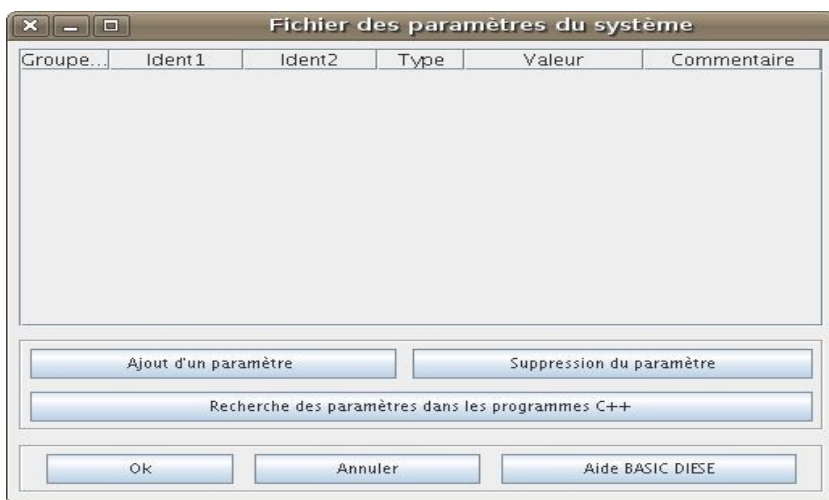 Fichier des paramètres du système
Groupe... Ident1 Ident2 Type Valeur Commentaire
Ajout d'un paramètre Suppression du paramètre
Recherche des paramètres dans les programmes C++
Ok Annuler Aide BASIC DIESE